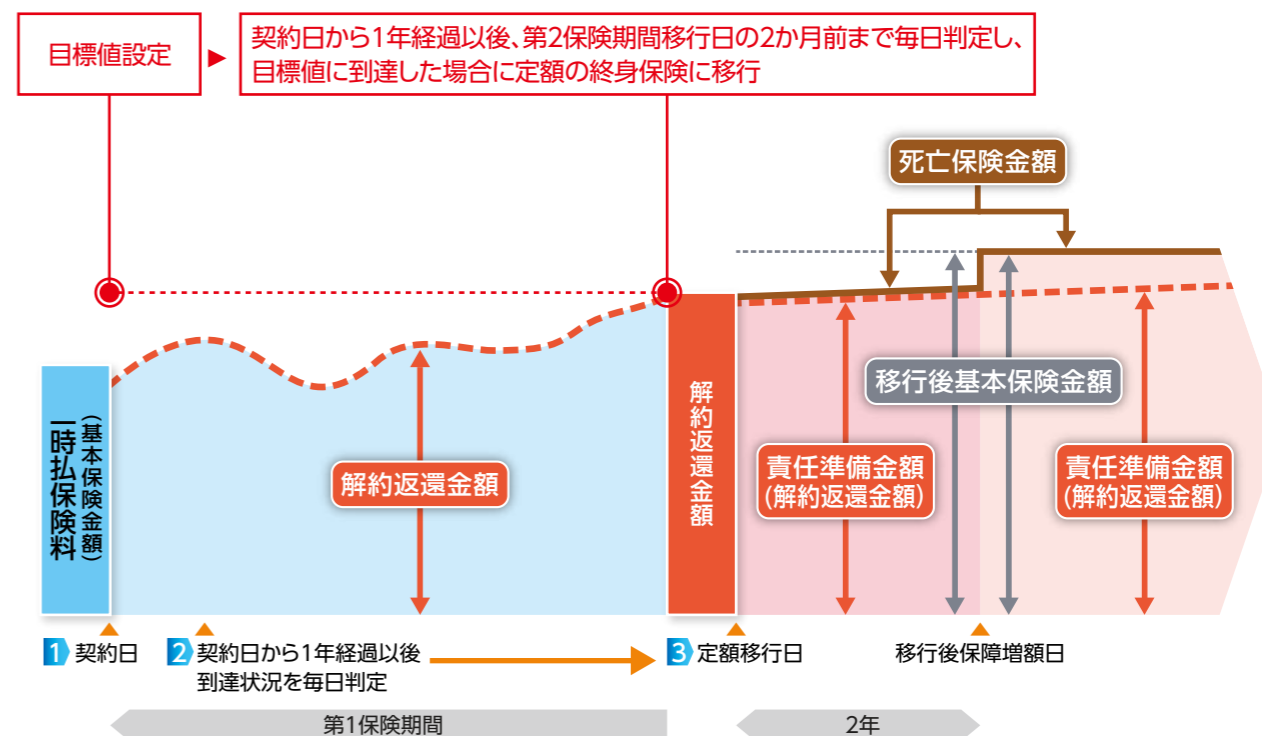 目標値設定
契約日から1年経過以後、第2保険期間移行日の2か月前まで毎日判定し、
目標値に到達した場合に定額の終身保険に移行
死亡保険金額
移行後基本保険金額
一時払保険料
（基本保険金額）
解約返還金額
解約返還金額
責任準備金額
(解約返還金額)
責任準備金額
(解約返還金額)
1 契約日
2 契約日から1年経過以後
到達状況を毎日判定
3 定額移行日
移行後保障増額日
第1保険期間
2年